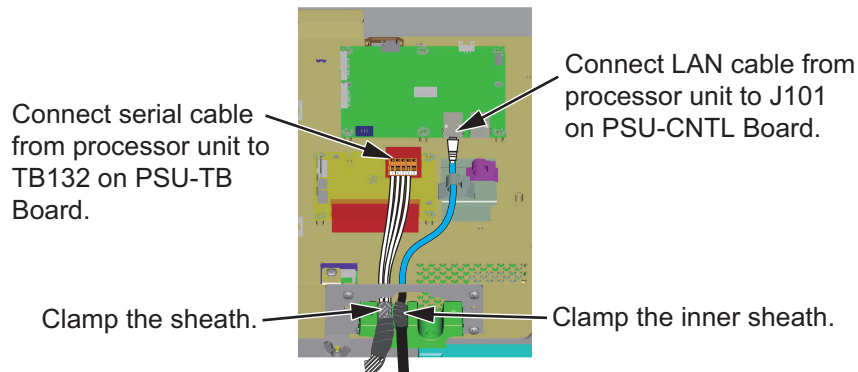 Connect LAN cable from
processor unit to J101
on PSU-CNTL Board.
Connect serial cable
from processor unit to
TB132 on PSU-TB
Board.
Clamp the sheath.
Clamp the inner sheath.